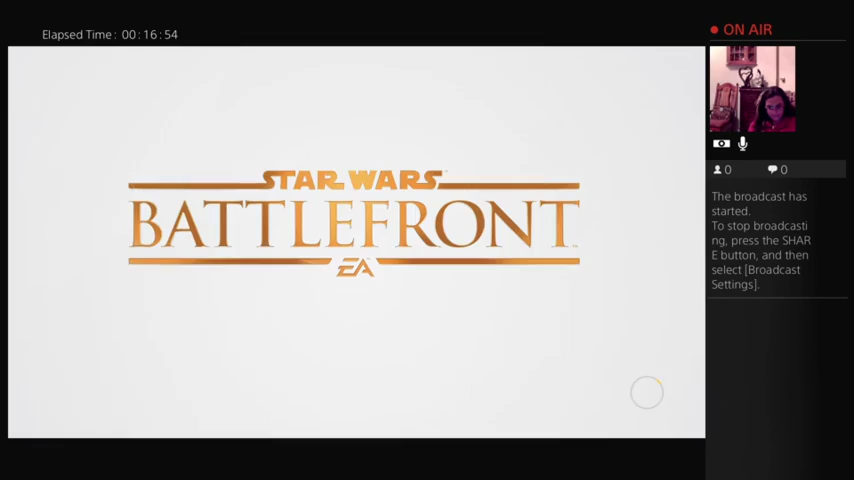 Elapsed Time: 00:16:54
ON AIR
STAR WARS
BATTLEFRONT
EA
0 0
The broadcast has
started.
To stop broadcasti
ng, press the SHAR
E button, and then
select [Broadcast
Settings].